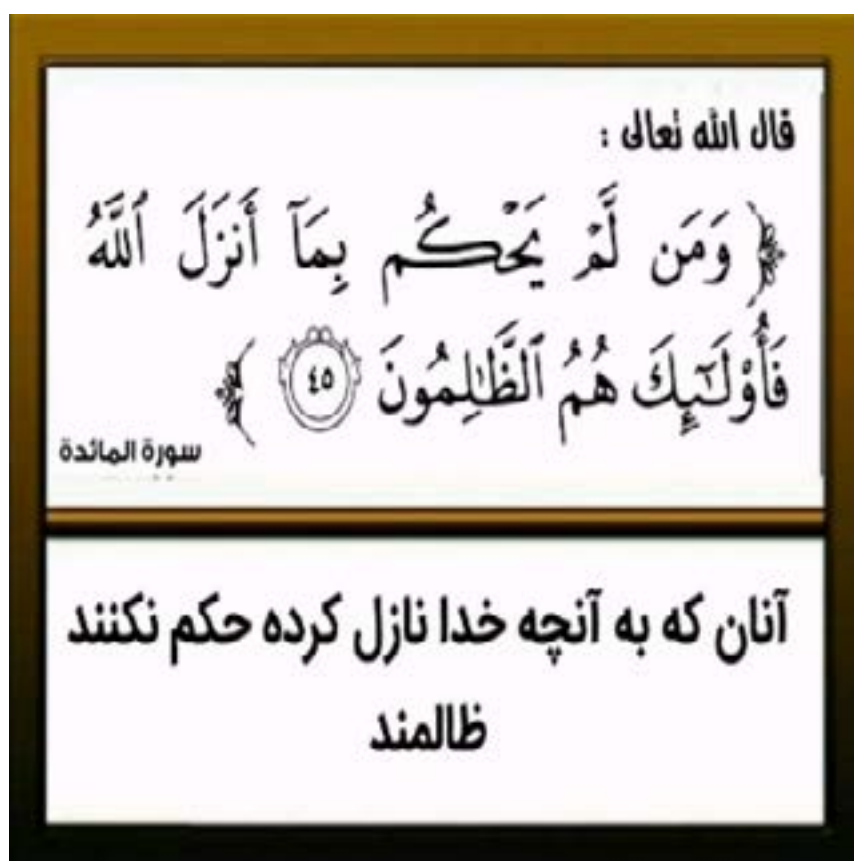 قال الله تعالى :
﴿ وَمَن لَّمْ يَحْكُم بِمَآ أَنزَلَ ٱللَّهُ
فَأُوْلَـٰٓئِكَ هُمُ ٱلظَّـٰلِمُونَ ٤٥ ﴾
سورة المائدة
آنان که به آنچه خدا نازل کرده حکم نکنند
ظالمند